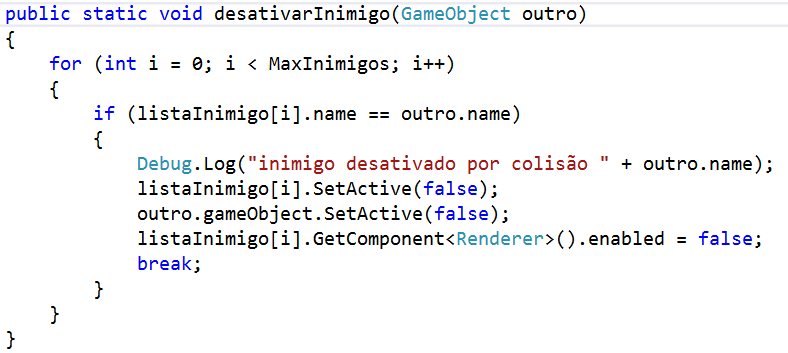 public static void desativarInimigo(GameObject outro)
{
    for (int i = 0; i < MaxInimigos; i++)
    {
        if (listaInimigo[i].name == outro.name)
        {
            Debug.Log("inimigo desativado por colisão " + outro.name);
            listaInimigo[i].SetActive(false);
            outro.gameObject.SetActive(false);
            listaInimigo[i].GetComponent<Renderer>().enabled = false;
            break;
        }
    }
}